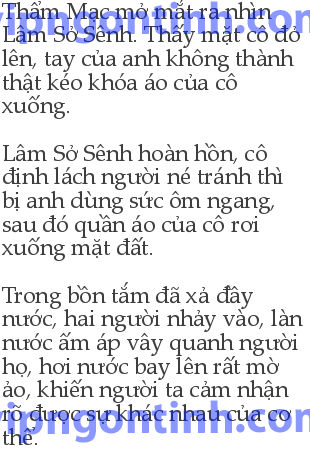 Thẩm Mạc mở mắt ra nhìn
Lâm Sở Sênh. Thấy mặt cô đỏ
lên, tay của anh không thành
thật kéo khóa áo của cô
xuống.
Lâm Sở Sênh hoàn hồn, cô
định lách người né tránh thì
bị anh dùng sức ôm ngang,
sau đó quần áo của cô rơi
xuống mặt đất.
Trong bồn tắm đã xả đầy
nước, hai người nhảy vào, làn
nước ấm áp vây quanh người
họ, hơi nước bay lên rất mờ
ảo, khiến người ta cảm nhận
rõ được sự khác nhau của cơ
thể.
vipngontinh.com